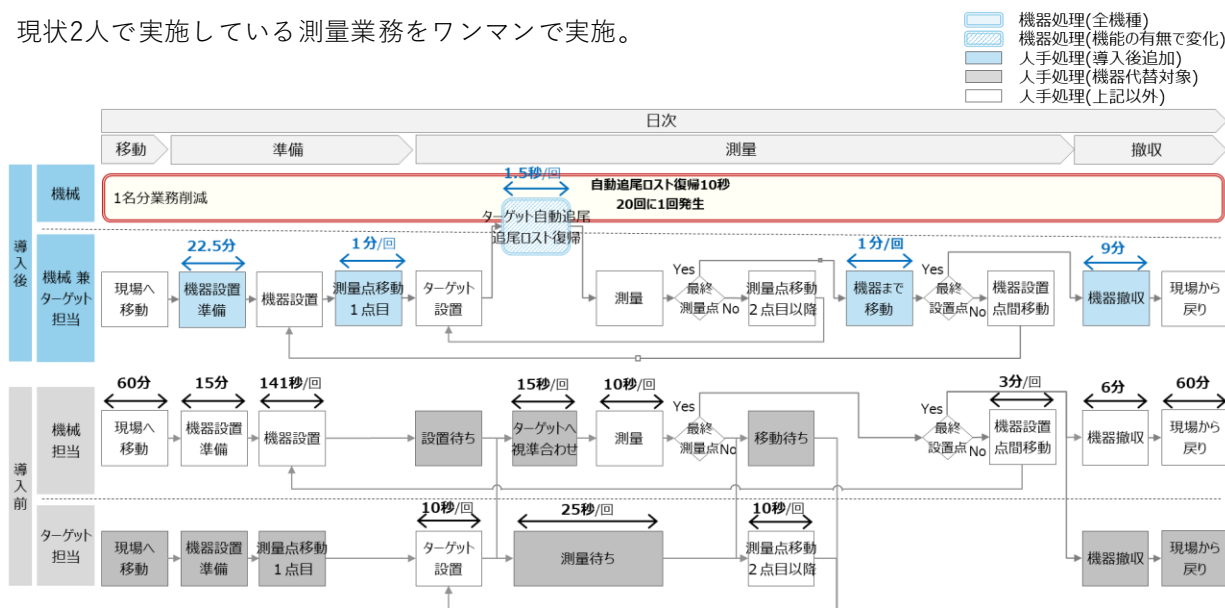 現状2人で実施している測量業務をワンマンで実施。
機器処理(全機種)
機器処理(機能の有無で変化)
人手処理(導入後追加)
人手処理(機器代替対象)
人手処理(上記以外)
日次
移動
準備
測量
撤収
導入後
機械
1名分業務削減
1.5秒/回
自動追尾ロスト復帰10秒
20回に1回発生
ターゲット自動追尾
追尾ロスト復帰
機械 兼
ターゲット
担当
22.5分
1分/回
1分/回
9分
現場へ
移動
機器設置
準備
機器設置
測量点移動
1点目
ターゲット
設置
測量
Yes
最終
測量点
No
測量点移動
2点目以降
機器まで
移動
Yes
最終
設置点
No
機器設置
点間移動
機器撤収
現場から
戻り
導入前
機械
担当
60分
15分
141秒/回
15秒/回
10秒/回
3分/回
6分
60分
現場へ
移動
機器設置
準備
機器設置
設置待ち
ターゲットへ
視準合わせ
測量
Yes
最終
測量点
No
移動待ち
Yes
最終
設置点
No
機器設置
点間移動
機器撤収
現場から
戻り
ターゲット
担当
10秒/回
25秒/回
10秒/回
現場へ
移動
機器設置
準備
測量点移動
1点目
ターゲット
設置
測量待ち
測量点移動
2点目以降
機器撤収
現場から
戻り